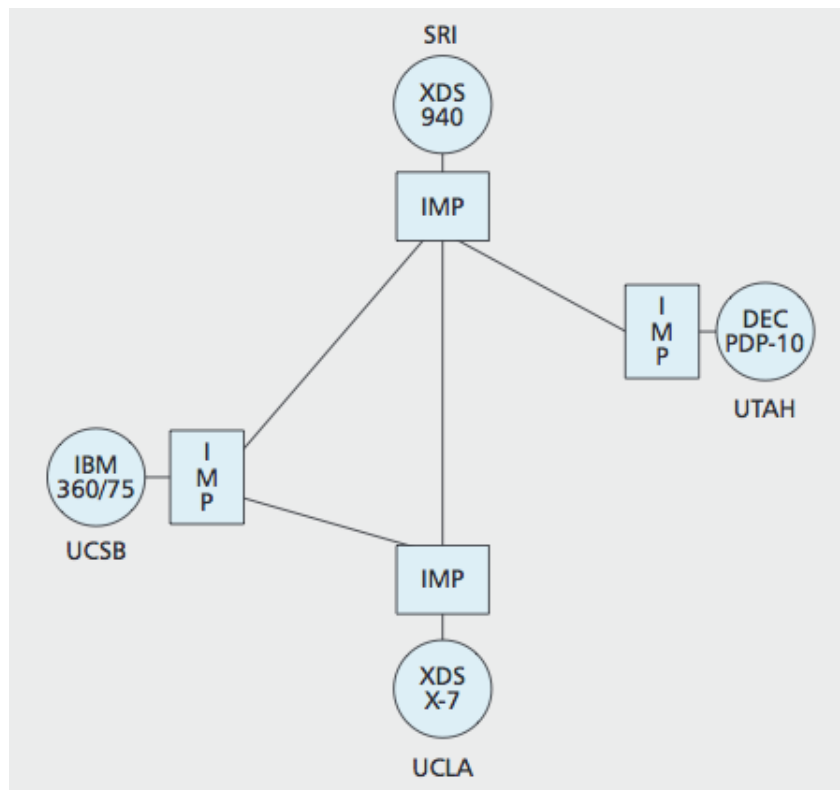 SRI
XDS
940
IMP
I
M
P
DEC
PDP-10
UTAH
IBM
360/75
I
M
P
UCSB
IMP
XDS
X-7
UCLA